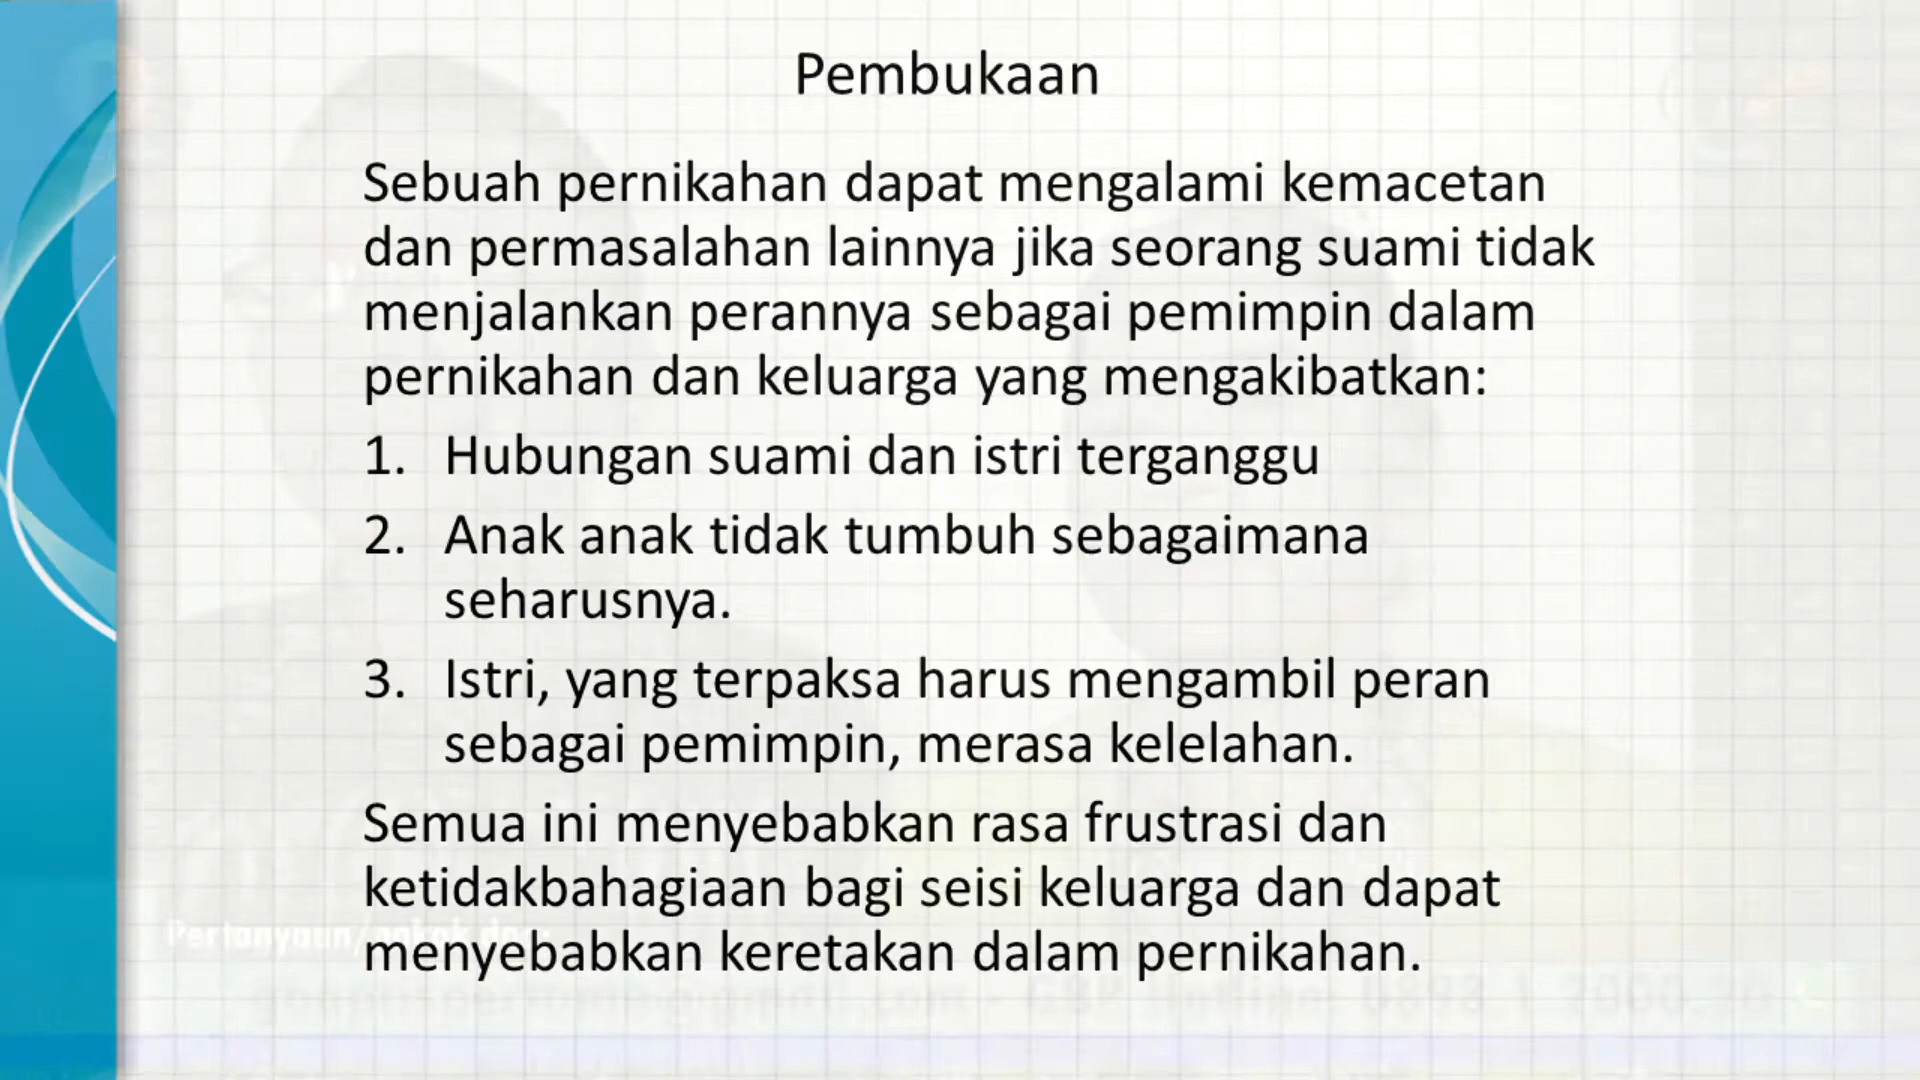 Pembukaan
Sebuah pernikahan dapat mengalami kemacetan
dan permasalahan lainnya jika seorang suami tidak
menjalankan perannya sebagai pemimpin dalam
pernikahan dan keluarga yang mengakibatkan:
1. Hubungan suami dan istri terganggu
2. Anak anak tidak tumbuh sebagaimana
seharusnya.
3. Istri, yang terpaksa harus mengambil peran
sebagai pemimpin, merasa kelelahan.
Semua ini menyebabkan rasa frustrasi dan
ketidakbahagiaan bagi seisi keluarga dan dapat
menyebabkan keretakan dalam pernikahan.